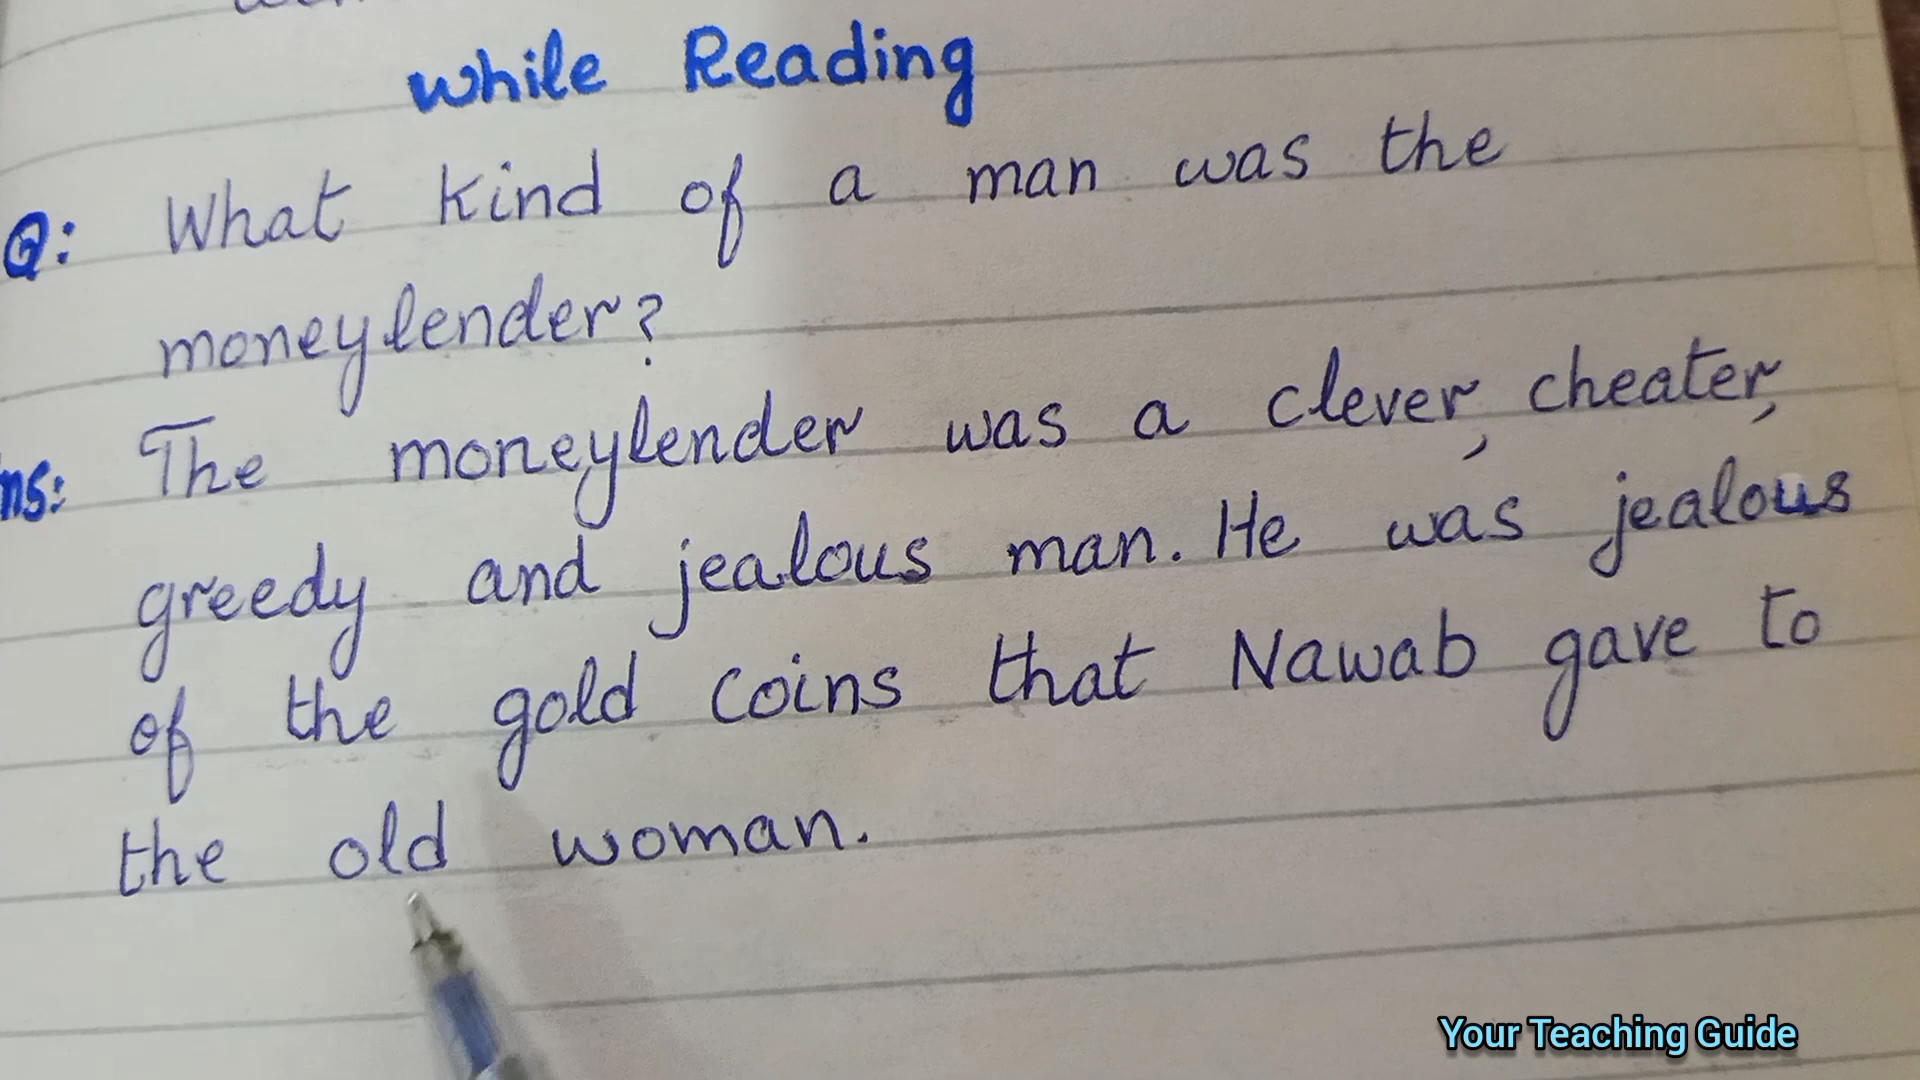 while Reading
Q: What kind of a man was the
moneylender?
ns: The moneylender was a clever, cheater,
greedy and jealous man. He was jealous
of the gold coins that Nawab gave to
the old woman.
Your Teaching Guide